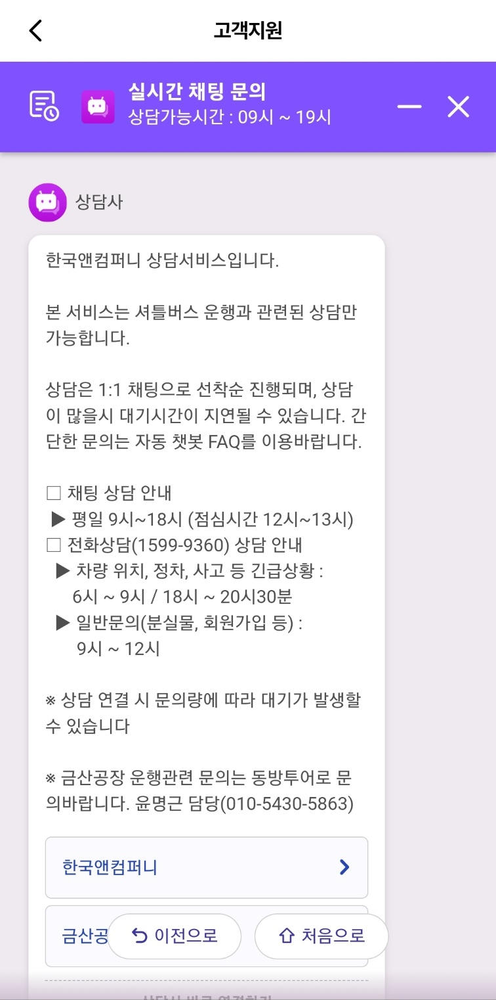 고객지원
실시간 채팅 문의
상담가능시간 : 09시 ~ 19시
상담사
한국앤컴퍼니 상담서비스입니다.
본 서비스는 셔틀버스 운행과 관련된 상담만
가능합니다.
상담은 1:1 채팅으로 선착순 진행되며, 상담
이 많을시 대기시간이 지연될 수 있습니다. 간
단한 문의는 자동 챗봇 FAQ를 이용바랍니다.
□ 채팅 상담 안내
▶ 평일 9시~18시 (점심시간 12시~13시)
□ 전화상담(1599-9360) 상담 안내
▶ 차량 위치, 정차, 사고 등 긴급상황 :
6시 ~ 9시 / 18시 ~ 20시30분
▶ 일반문의(분실물, 회원가입 등) :
9시 ~ 12시
※ 상담 연결 시 문의량에 따라 대기가 발생할
수 있습니다
※ 금산공장 운행관련 문의는 동방투어로 문
의바랍니다. 윤명근 담당(010-5430-5863)
한국앤컴퍼니
금산공
이전으로
처음으로